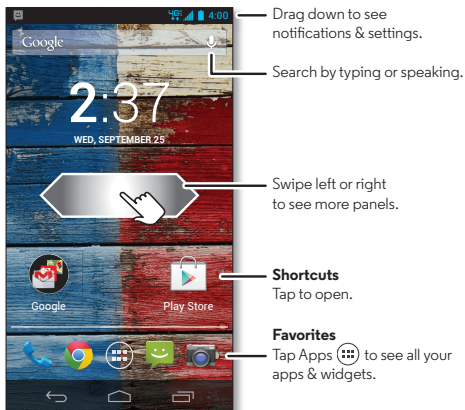 4G 4:00
Drag down to see
notifications & settings.
Google
Search by typing or speaking.
2:37
WED, SEPTEMBER 25
Swipe left or right
to see more panels.
Shortcuts
Tap to open.
Google
Play Store
Favorites
Tap Apps to see all your
apps & widgets.